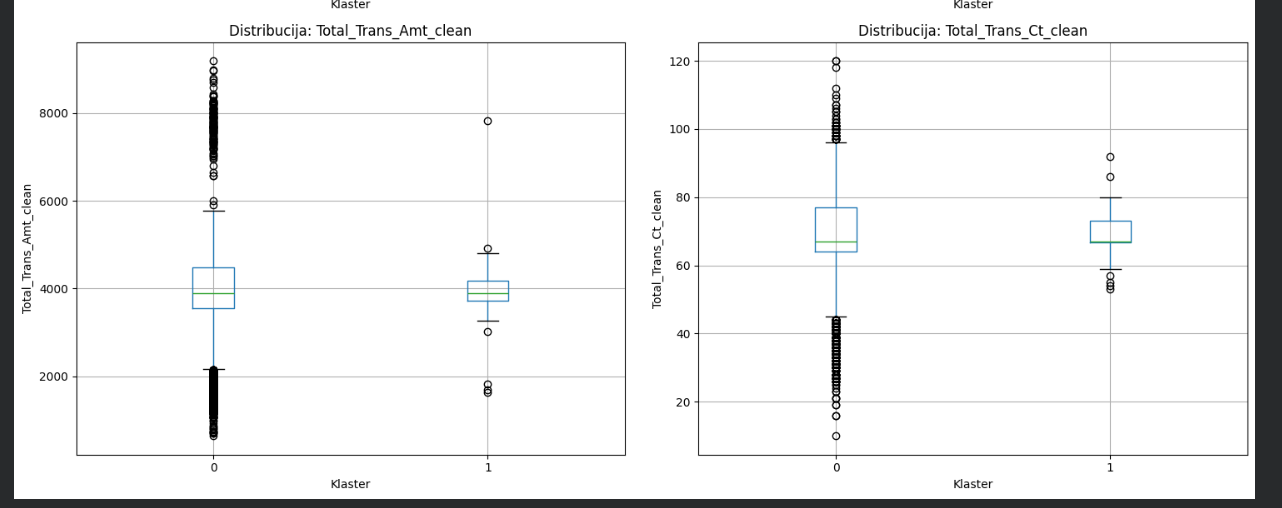 Klaster
Klaster
Distribucija: Total_Trans_Amt_clean
Total_Trans_Amt_clean
8000
6000
4000
2000
0
1
Klaster
Distribucija: Total_Trans_Ct_clean
Total_Trans_Ct_clean
120
100
80
60
40
20
0
1
Klaster